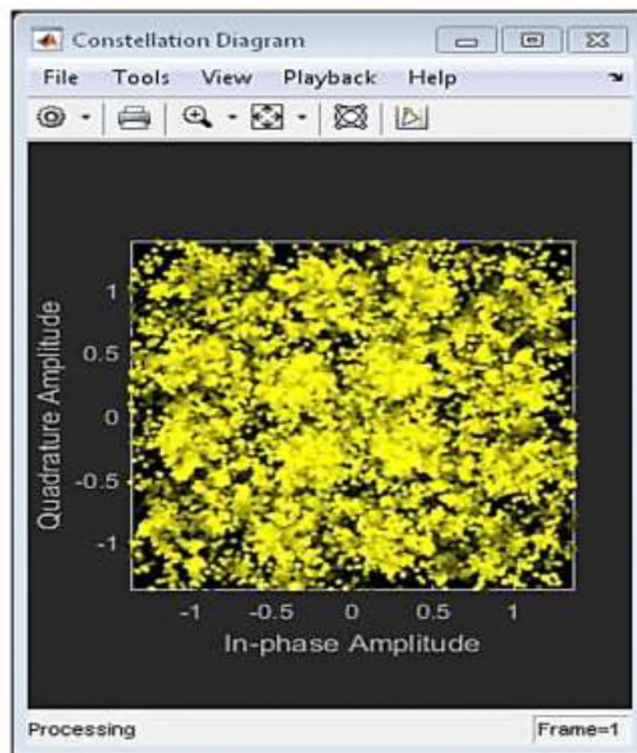 Constellation Diagram
File Tools View Playback Help
Quadrature Amplitude
1
0.5
0
-0.5
-1
-1 -0.5 0 0.5 1
In-phase Amplitude
Processing Frame=1